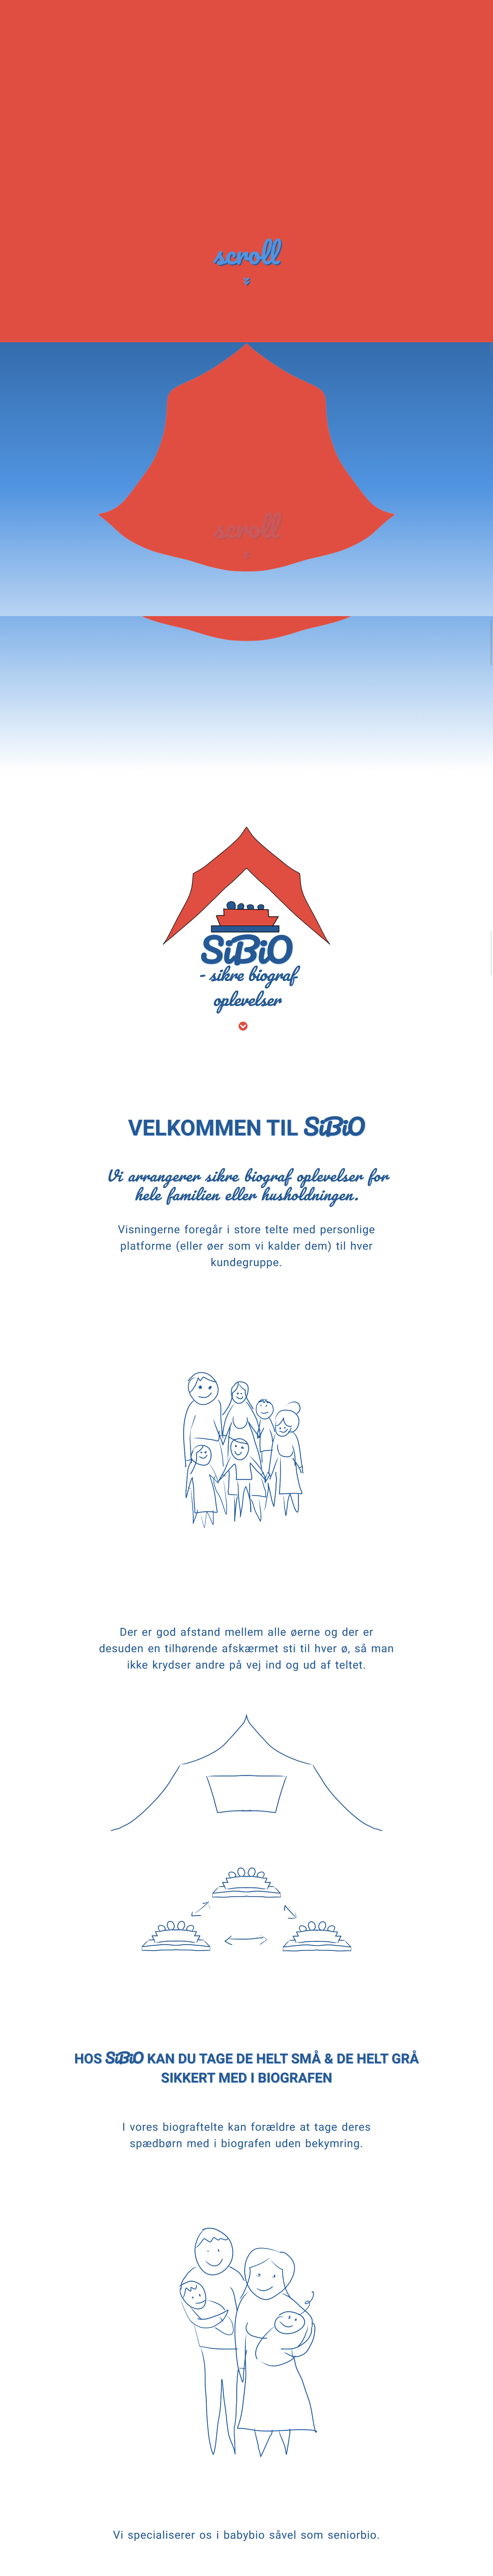 scroll
scroll
SiBiO
- sikre biograf
oplevelser
VELKOMMEN TIL SiBiO
Vi arrangerer sikre biograf oplevelser for
hele familien eller husholdningen.
Visningerne foregår i store telte med personlige
platforme (eller øer som vi kalder dem) til hver
kundegruppe.
Der er god afstand mellem alle øerne og der er
desuden en tilhørende afskærmet sti til hver ø, så man
ikke krydser andre på vej ind og ud af teltet.
HOS SiBiO KAN DU TAGE DE HELT SMÅ & DE HELT GRÅ
SIKKERT MED I BIOGRAFEN
I vores biograftelte kan forældre at tage deres
spædbørn med i biografen uden bekymring.
Vi specialiserer os i babybio såvel som seniorbio.